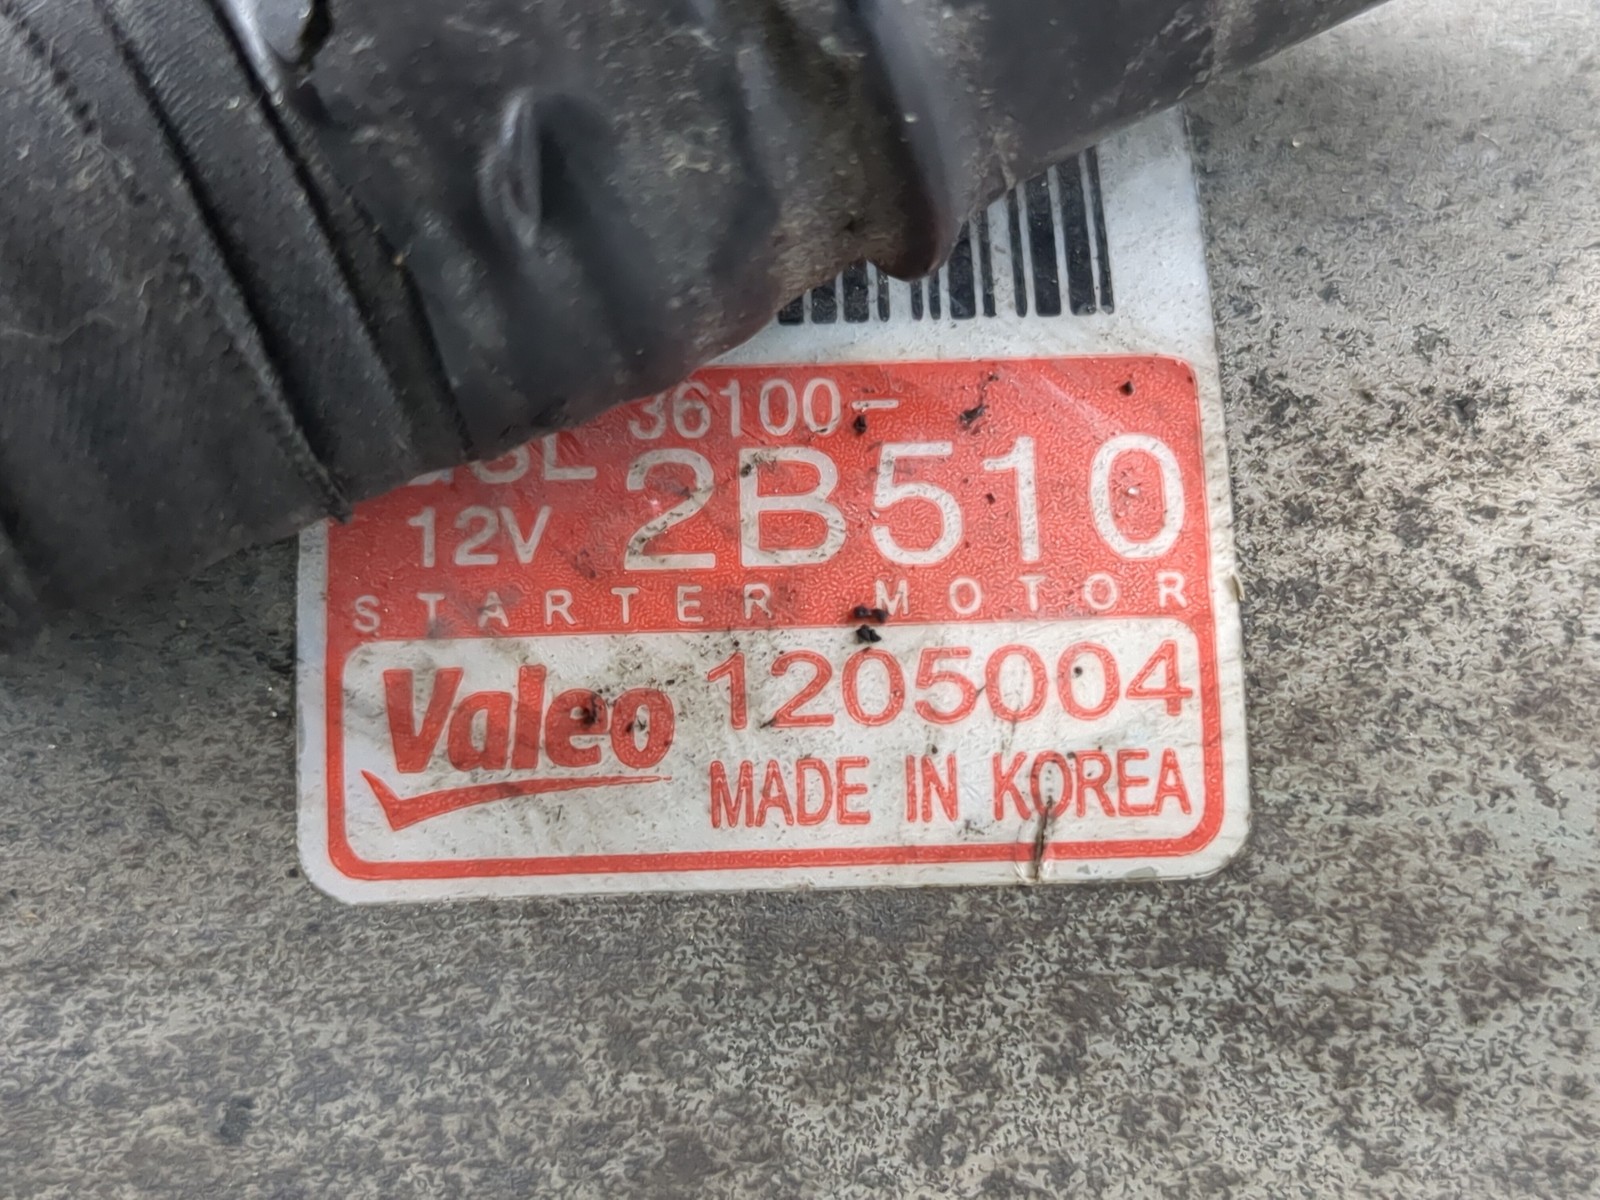 36100-
12V 2B510
STARTER MOTOR
Valeo 1205004
MADE IN KOREA